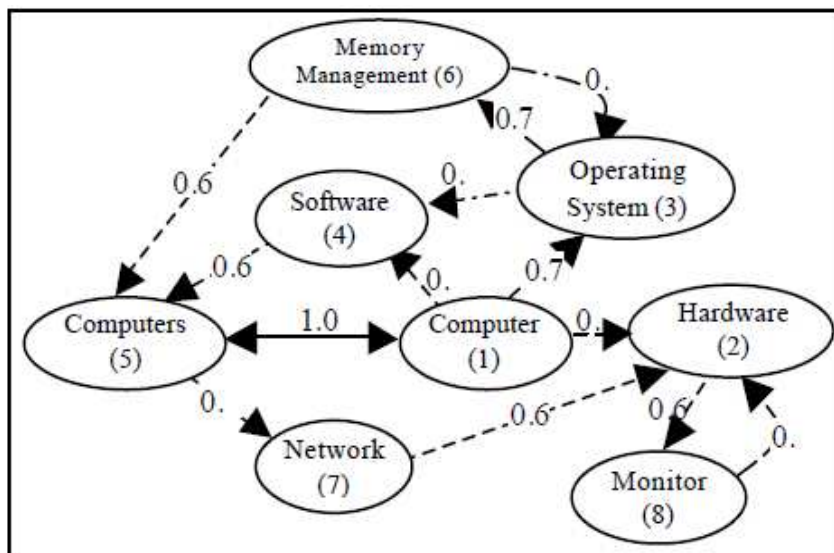 Memory
Management (6)
0.
0.7
Operating
System (3)
0.6
0.
Software
(4)
0.6
0.
0.7
Computers
(5)
1.0
Computer
(1)
0.
Hardware
(2)
0.
0.6
0.6
0.
Network
(7)
Monitor
(8)